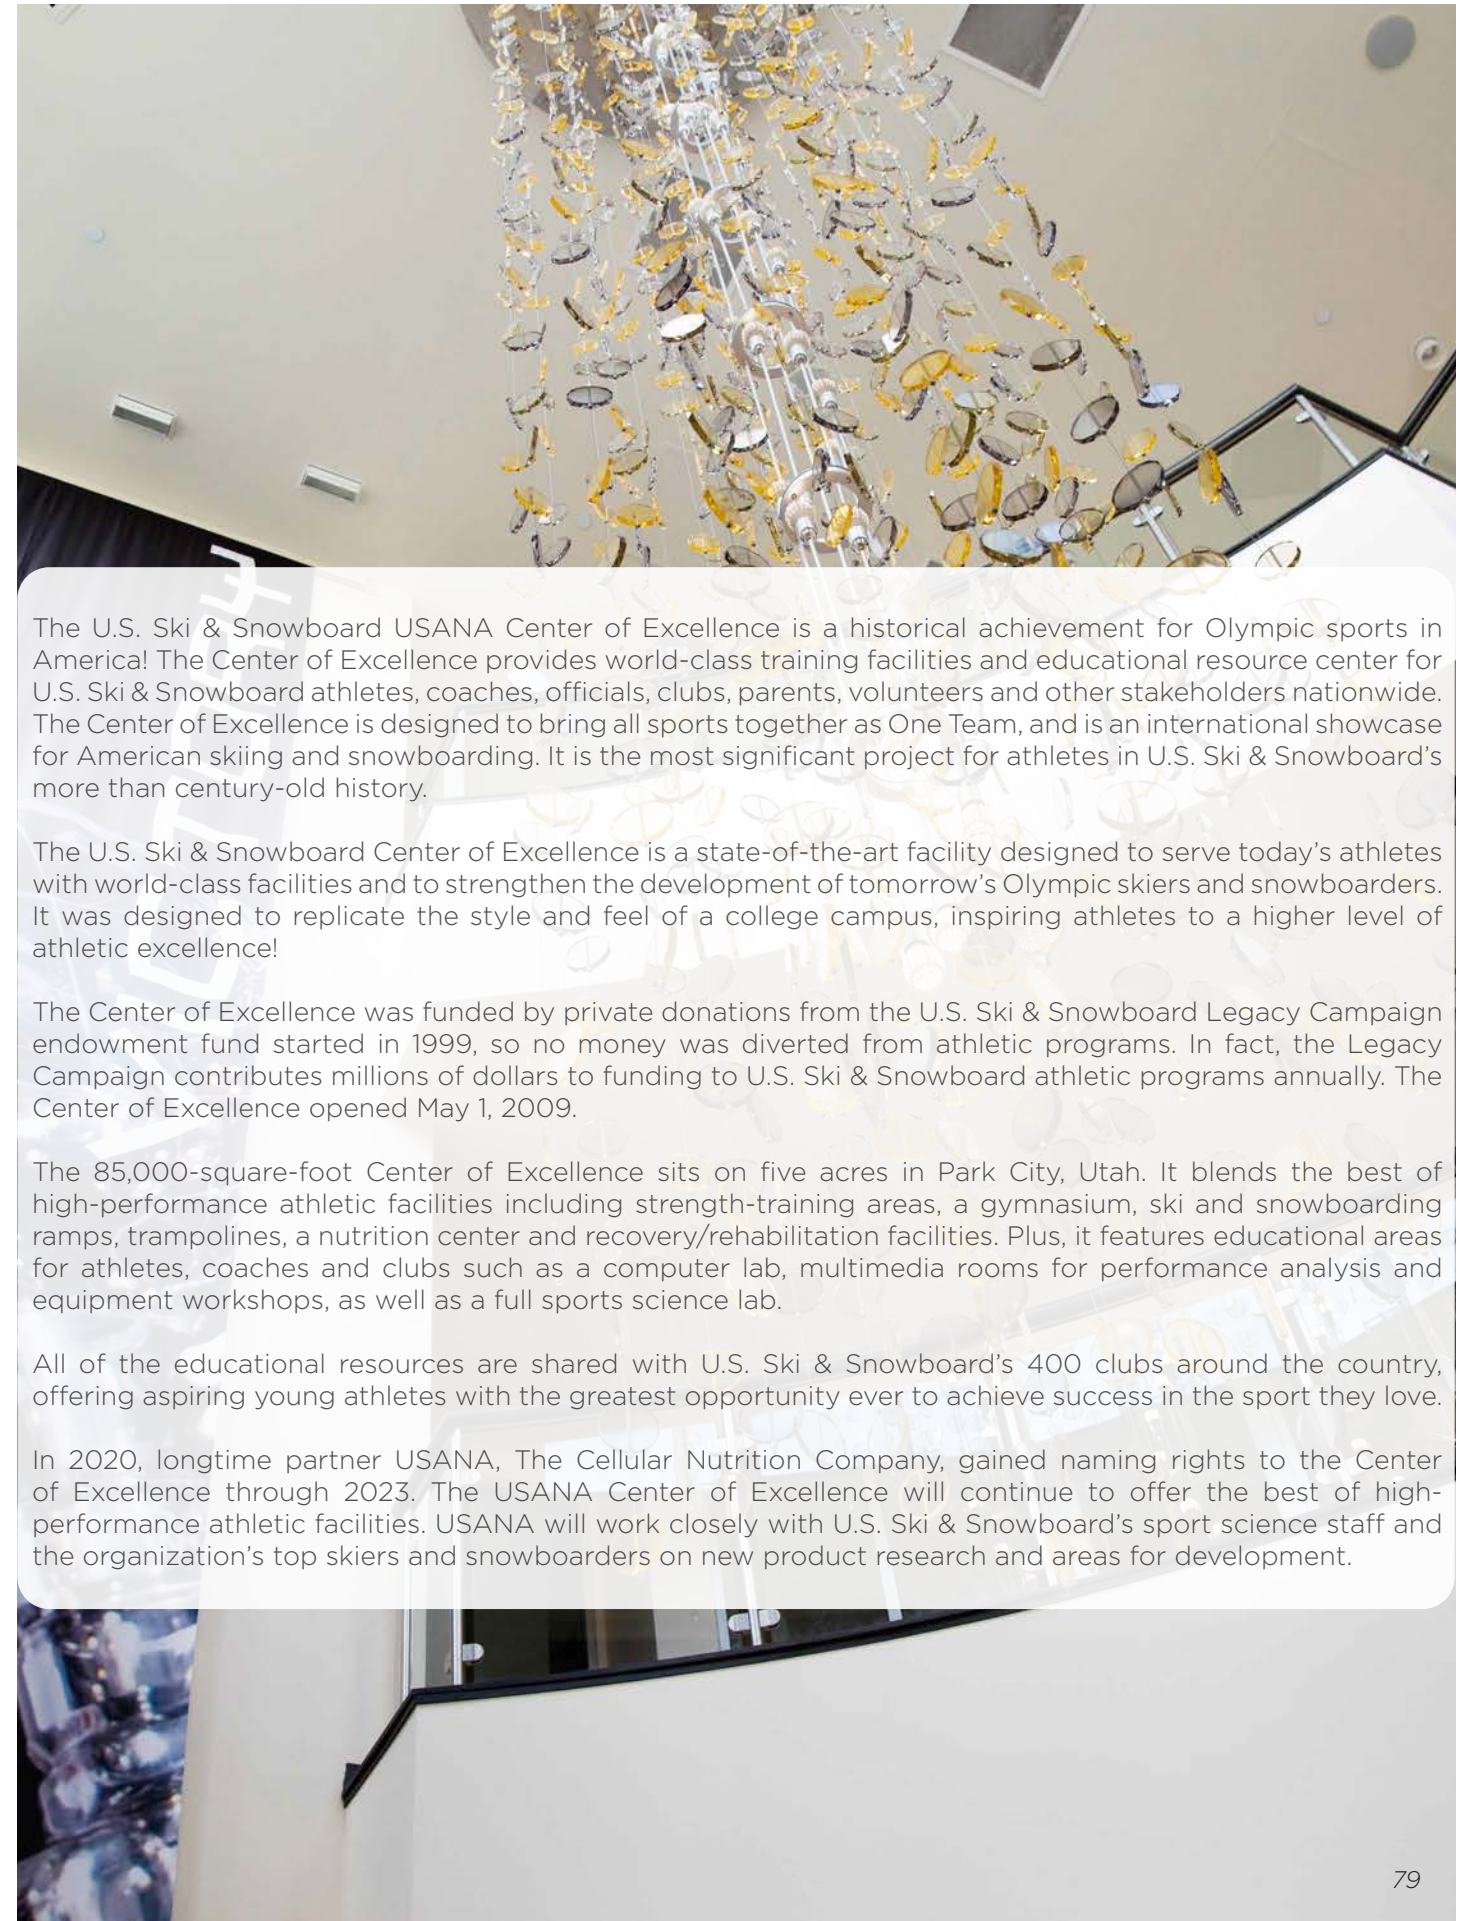 VICTORY
The U.S. Ski & Snowboard USANA Center of Excellence is a historical achievement for Olympic sports in
America! The Center of Excellence provides world-class training facilities and educational resource center for
U.S. Ski & Snowboard athletes, coaches, officials, clubs, parents, volunteers and other stakeholders nationwide.
The Center of Excellence is designed to bring all sports together as One Team, and is an international showcase
for American skiing and snowboarding. It is the most significant project for athletes in U.S. Ski & Snowboard’s
more than century-old history.
The U.S. Ski & Snowboard Center of Excellence is a state-of-the-art facility designed to serve today’s athletes
with world-class facilities and to strengthen the development of tomorrow’s Olympic skiers and snowboarders.
It was designed to replicate the style and feel of a college campus, inspiring athletes to a higher level of
athletic excellence!
The Center of Excellence was funded by private donations from the U.S. Ski & Snowboard Legacy Campaign
endowment fund started in 1999, so no money was diverted from athletic programs. In fact, the Legacy
Campaign contributes millions of dollars to funding to U.S. Ski & Snowboard athletic programs annually. The
Center of Excellence opened May 1, 2009.
The 85,000-square-foot Center of Excellence sits on five acres in Park City, Utah. It blends the best of
high-performance athletic facilities including strength-training areas, a gymnasium, ski and snowboarding
ramps, trampolines, a nutrition center and recovery/rehabilitation facilities. Plus, it features educational areas
for athletes, coaches and clubs such as a computer lab, multimedia rooms for performance analysis and
equipment workshops, as well as a full sports science lab.
All of the educational resources are shared with U.S. Ski & Snowboard’s 400 clubs around the country,
offering aspiring young athletes with the greatest opportunity ever to achieve success in the sport they love.
In 2020, longtime partner USANA, The Cellular Nutrition Company, gained naming rights to the Center
of Excellence through 2023. The USANA Center of Excellence will continue to offer the best of high-
performance athletic facilities. USANA will work closely with U.S. Ski & Snowboard’s sport science staff and
the organization’s top skiers and snowboarders on new product research and areas for development.
79